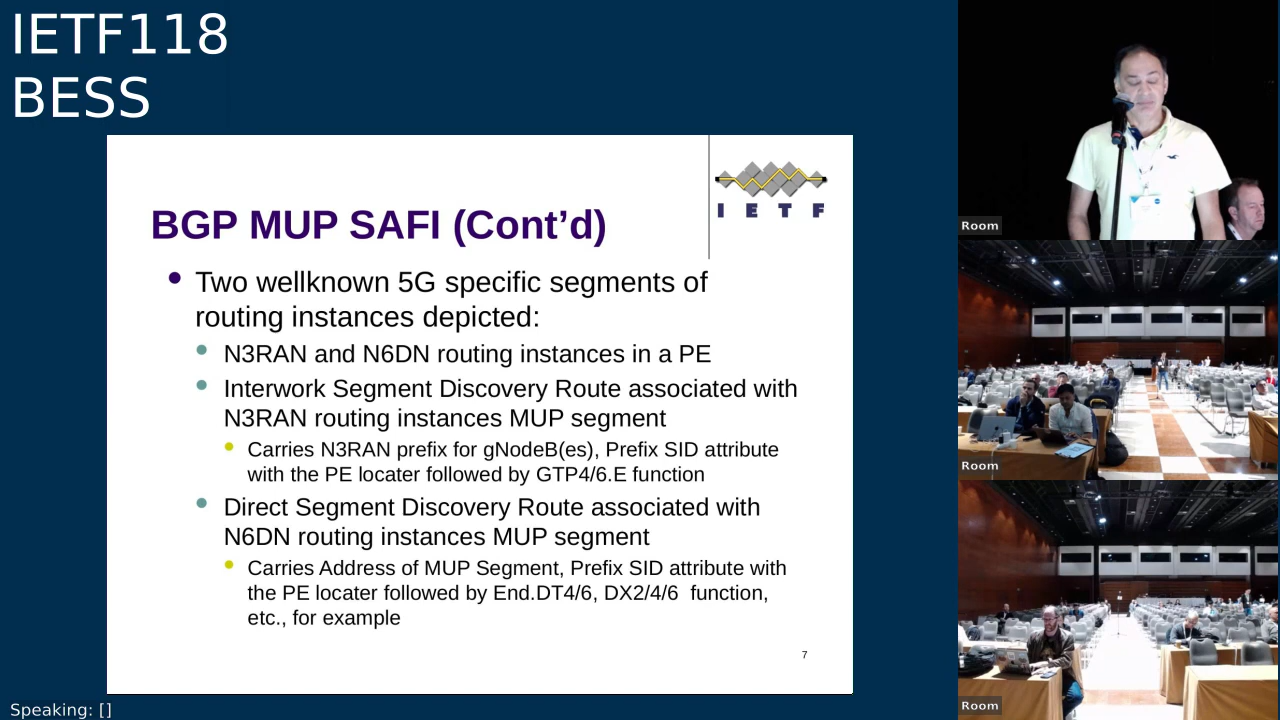 IETF118
BESS
I E T F
BGP MUP SAFI (Cont’d)
Two wellknown 5G specific segments of
routing instances depicted:
N3RAN and N6DN routing instances in a PE
Interwork Segment Discovery Route associated with
N3RAN routing instances MUP segment
Carries N3RAN prefix for gNodeB(es), Prefix SID attribute
with the PE locater followed by GTP4/6.E function
Direct Segment Discovery Route associated with
N6DN routing instances MUP segment
Carries Address of MUP Segment, Prefix SID attribute with
the PE locater followed by End.DT4/6, DX2/4/6 function,
etc., for example
7
Speaking: []
Room
Room
Room